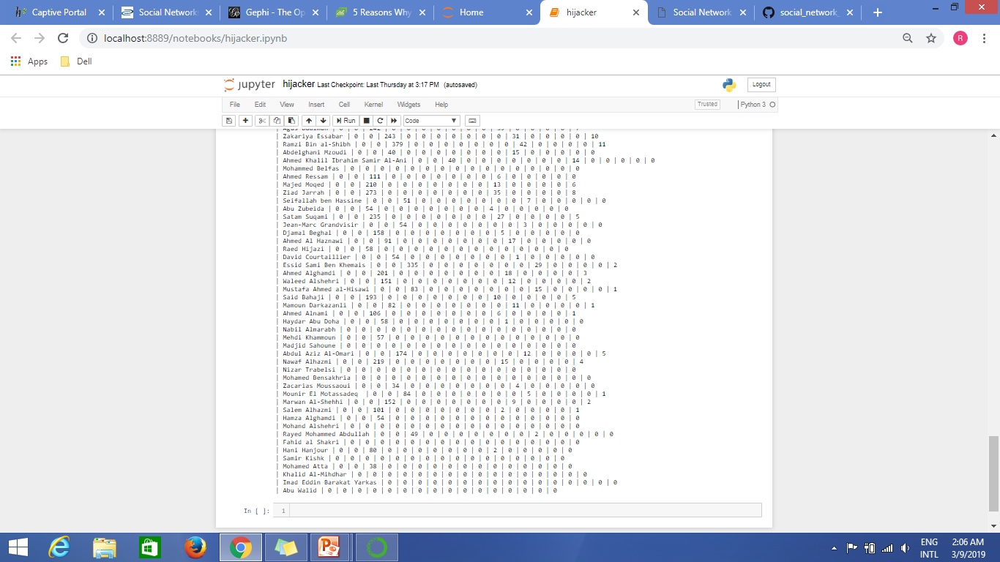 Captive Portal
Social Network
Gephi - The Op
5 Reasons Why
Home
hijacker
Social Network
social_network_
localhost:8889/notebooks/hijacker.ipynb
R
Apps
Dell
jupyter hijacker Last Checkpoint: Last Thursday at 3:17 PM (autosaved)
Logout
File Edit View Insert Cell Kernel Widgets Help
Trusted
Python 3
Run
Code
| Zakariya Essabar | 0 | 0 | 243 | 0 | 0 | 0 | 0 | 0 | 0 | 0 | 31 | 0 | 0 | 0 | 0 | 10
| Ramzi Bin al-Shibh | 0 | 0 | 379 | 0 | 0 | 0 | 0 | 0 | 0 | 0 | 42 | 0 | 0 | 0 | 0 | 11
| Abdelghani Mzoudi | 0 | 0 | 40 | 0 | 0 | 0 | 0 | 0 | 0 | 0 | 15 | 0 | 0 | 0 | 0 | 0
| Ahmed Khalil Ibrahim Samir Al-Ani | 0 | 0 | 40 | 0 | 0 | 0 | 0 | 0 | 0 | 0 | 14 | 0 | 0 | 0 | 0 | 0
| Mohammed Belfas | 0 | 0 | 0 | 0 | 0 | 0 | 0 | 0 | 0 | 0 | 0 | 0 | 0 | 0 | 0 | 0
| Ahmed Ressam | 0 | 0 | 111 | 0 | 0 | 0 | 0 | 0 | 0 | 0 | 6 | 0 | 0 | 0 | 0 | 0
| Majed Moqed | 0 | 0 | 210 | 0 | 0 | 0 | 0 | 0 | 0 | 0 | 13 | 0 | 0 | 0 | 0 | 6
| Ziad Jarrah | 0 | 0 | 273 | 0 | 0 | 0 | 0 | 0 | 0 | 0 | 35 | 0 | 0 | 0 | 0 | 8
| Seifallah ben Hassine | 0 | 0 | 51 | 0 | 0 | 0 | 0 | 0 | 0 | 0 | 7 | 0 | 0 | 0 | 0 | 0
| Abu Zubeida | 0 | 0 | 54 | 0 | 0 | 0 | 0 | 0 | 0 | 0 | 4 | 0 | 0 | 0 | 0 | 0
| Satam Suqami | 0 | 0 | 235 | 0 | 0 | 0 | 0 | 0 | 0 | 0 | 27 | 0 | 0 | 0 | 0 | 5
| Jean-Marc Grandvisir | 0 | 0 | 54 | 0 | 0 | 0 | 0 | 0 | 0 | 0 | 3 | 0 | 0 | 0 | 0 | 0
| Djamal Beghal | 0 | 0 | 158 | 0 | 0 | 0 | 0 | 0 | 0 | 0 | 5 | 0 | 0 | 0 | 0 | 0
| Ahmed Al Haznawi | 0 | 0 | 91 | 0 | 0 | 0 | 0 | 0 | 0 | 0 | 17 | 0 | 0 | 0 | 0 | 0
| Raed Hijazi | 0 | 0 | 58 | 0 | 0 | 0 | 0 | 0 | 0 | 0 | 0 | 0 | 0 | 0 | 0 | 0
| David Courtaillier | 0 | 0 | 54 | 0 | 0 | 0 | 0 | 0 | 0 | 0 | 1 | 0 | 0 | 0 | 0 | 0
| Essid Sami Ben Khemais | 0 | 0 | 335 | 0 | 0 | 0 | 0 | 0 | 0 | 0 | 29 | 0 | 0 | 0 | 0 | 2
| Ahmed Alghamdi | 0 | 0 | 201 | 0 | 0 | 0 | 0 | 0 | 0 | 0 | 18 | 0 | 0 | 0 | 0 | 3
| Waleed Alshehri | 0 | 0 | 151 | 0 | 0 | 0 | 0 | 0 | 0 | 0 | 12 | 0 | 0 | 0 | 0 | 2
| Mustafa Ahmed al-Hisawi | 0 | 0 | 83 | 0 | 0 | 0 | 0 | 0 | 0 | 0 | 15 | 0 | 0 | 0 | 0 | 1
| Said Bahaji | 0 | 0 | 193 | 0 | 0 | 0 | 0 | 0 | 0 | 0 | 10 | 0 | 0 | 0 | 0 | 5
| Mamoun Darkazanli | 0 | 0 | 82 | 0 | 0 | 0 | 0 | 0 | 0 | 0 | 11 | 0 | 0 | 0 | 0 | 1
| Ahmed Alnami | 0 | 0 | 106 | 0 | 0 | 0 | 0 | 0 | 0 | 0 | 6 | 0 | 0 | 0 | 0 | 1
| Haydar Abu Doha | 0 | 0 | 58 | 0 | 0 | 0 | 0 | 0 | 0 | 0 | 1 | 0 | 0 | 0 | 0 | 0
| Nabil Almarabh | 0 | 0 | 0 | 0 | 0 | 0 | 0 | 0 | 0 | 0 | 0 | 0 | 0 | 0 | 0 | 0
| Mehdi Khammoun | 0 | 0 | 57 | 0 | 0 | 0 | 0 | 0 | 0 | 0 | 0 | 0 | 0 | 0 | 0 | 0
| Madjid Sahoune | 0 | 0 | 0 | 0 | 0 | 0 | 0 | 0 | 0 | 0 | 0 | 0 | 0 | 0 | 0 | 0
| Abdul Aziz Al-Omari | 0 | 0 | 174 | 0 | 0 | 0 | 0 | 0 | 0 | 0 | 12 | 0 | 0 | 0 | 0 | 5
| Nawaf Alhazmi | 0 | 0 | 219 | 0 | 0 | 0 | 0 | 0 | 0 | 0 | 15 | 0 | 0 | 0 | 0 | 4
| Nizar Trabelsi | 0 | 0 | 0 | 0 | 0 | 0 | 0 | 0 | 0 | 0 | 0 | 0 | 0 | 0 | 0 | 0
| Mohamed Bensakhria | 0 | 0 | 0 | 0 | 0 | 0 | 0 | 0 | 0 | 0 | 0 | 0 | 0 | 0 | 0 | 0
| Zacarias Moussaoui | 0 | 0 | 34 | 0 | 0 | 0 | 0 | 0 | 0 | 0 | 4 | 0 | 0 | 0 | 0 | 0
| Mounir El Motassadeq | 0 | 0 | 84 | 0 | 0 | 0 | 0 | 0 | 0 | 0 | 5 | 0 | 0 | 0 | 0 | 1
| Marwan Al-Shehhi | 0 | 0 | 152 | 0 | 0 | 0 | 0 | 0 | 0 | 0 | 9 | 0 | 0 | 0 | 0 | 2
| Salem Alhazmi | 0 | 0 | 101 | 0 | 0 | 0 | 0 | 0 | 0 | 0 | 2 | 0 | 0 | 0 | 0 | 1
| Hamza Alghamdi | 0 | 0 | 54 | 0 | 0 | 0 | 0 | 0 | 0 | 0 | 0 | 0 | 0 | 0 | 0 | 0
| Mohand Alshehri | 0 | 0 | 0 | 0 | 0 | 0 | 0 | 0 | 0 | 0 | 0 | 0 | 0 | 0 | 0 | 0
| Rayed Mohammed Abdullah | 0 | 0 | 49 | 0 | 0 | 0 | 0 | 0 | 0 | 0 | 2 | 0 | 0 | 0 | 0 | 0
| Fahid al Shakri | 0 | 0 | 0 | 0 | 0 | 0 | 0 | 0 | 0 | 0 | 0 | 0 | 0 | 0 | 0 | 0
| Hani Hanjour | 0 | 0 | 80 | 0 | 0 | 0 | 0 | 0 | 0 | 0 | 2 | 0 | 0 | 0 | 0 | 0
| Samir Kishk | 0 | 0 | 0 | 0 | 0 | 0 | 0 | 0 | 0 | 0 | 0 | 0 | 0 | 0 | 0 | 0
| Mohamed Atta | 0 | 0 | 38 | 0 | 0 | 0 | 0 | 0 | 0 | 0 | 0 | 0 | 0 | 0 | 0 | 0
| Khalid Al-Mihdhar | 0 | 0 | 0 | 0 | 0 | 0 | 0 | 0 | 0 | 0 | 0 | 0 | 0 | 0 | 0 | 0
| Imad Eddin Barakat Yarkas | 0 | 0 | 0 | 0 | 0 | 0 | 0 | 0 | 0 | 0 | 0 | 0 | 0 | 0 | 0 | 0
| Abu Walid | 0 | 0 | 0 | 0 | 0 | 0 | 0 | 0 | 0 | 0 | 0 | 0 | 0 | 0 | 0 | 0
In [ ]: 1
ENG 2:06 AM
INTL 3/9/2019